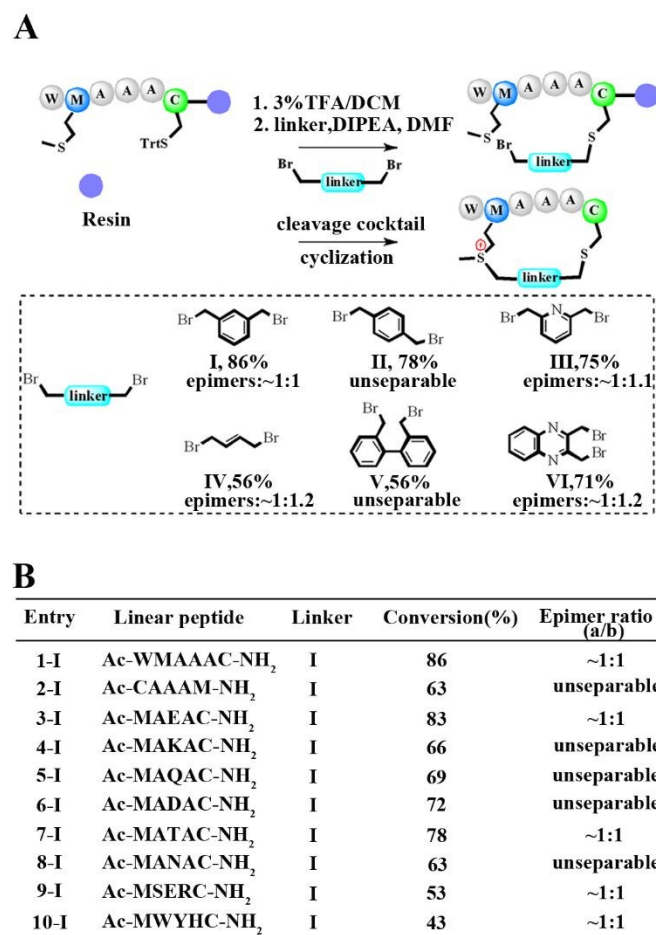 A
W M A A A C
S
TrtS
Resin
1. 3%TFA/DCM
2. linker,DIPEA, DMF
Br Br
linker
cleavage cocktail
cyclization
W M A A A C
S Br S
linker
W M A A A C
+
S S
linker
Br Br
linker
Br Br
I, 86%
epimers:~1:1
Br
Br
II, 78%
unseparable
Br N Br
III,75%
epimers:~1:1.1
Br
Br
IV,56%
epimers:~1:1.2
Br Br
V,56%
unseparable
N Br
N Br
VI,71%
epimers:~1:1.2
B
Entry Linear peptide Linker Conversion(%) Epimer ratio (a/b)
1-I Ac-WMAAAC-NH2 I 86 ~1:1
2-I Ac-CAAAM-NH2 I 63 unseparable
3-I Ac-MAEAC-NH2 I 83 ~1:1
4-I Ac-MAKAC-NH2 I 66 unseparable
5-I Ac-MAQAC-NH2 I 69 unseparable
6-I Ac-MADAC-NH2 I 72 unseparable
7-I Ac-MATAC-NH2 I 78 ~1:1
8-I Ac-MANAC-NH2 I 63 unseparable
9-I Ac-MSERC-NH2 I 53 ~1:1
10-I Ac-MWYHC-NH2 I 43 ~1:1